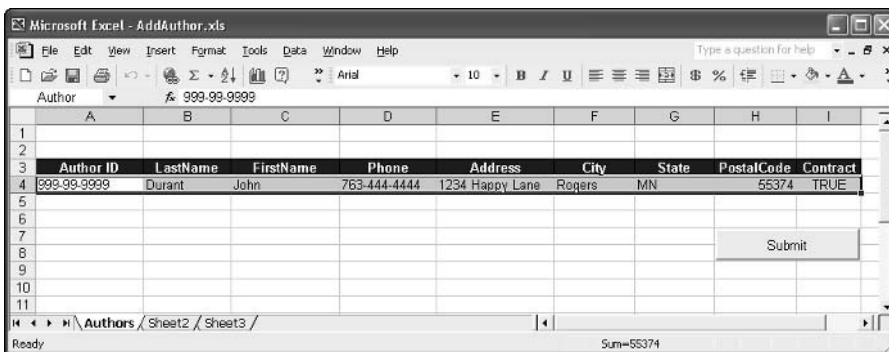 Microsoft Excel - AddAuthor.xls
File Edit View Insert Format Tools Data Window Help Type a question for help
Arial 10 B I U $ % A
Author fx 999-99-9999
A B C D E F G H I
1
2
3 Author ID LastName FirstName Phone Address City State PostalCode Contract
4 999-99-9999 Durant John 763-444-4444 1234 Happy Lane Rogers MN 55374 TRUE
5
6
7
Submit
8
9
10
11
Authors Sheet2 Sheet3
Ready Sum=55374